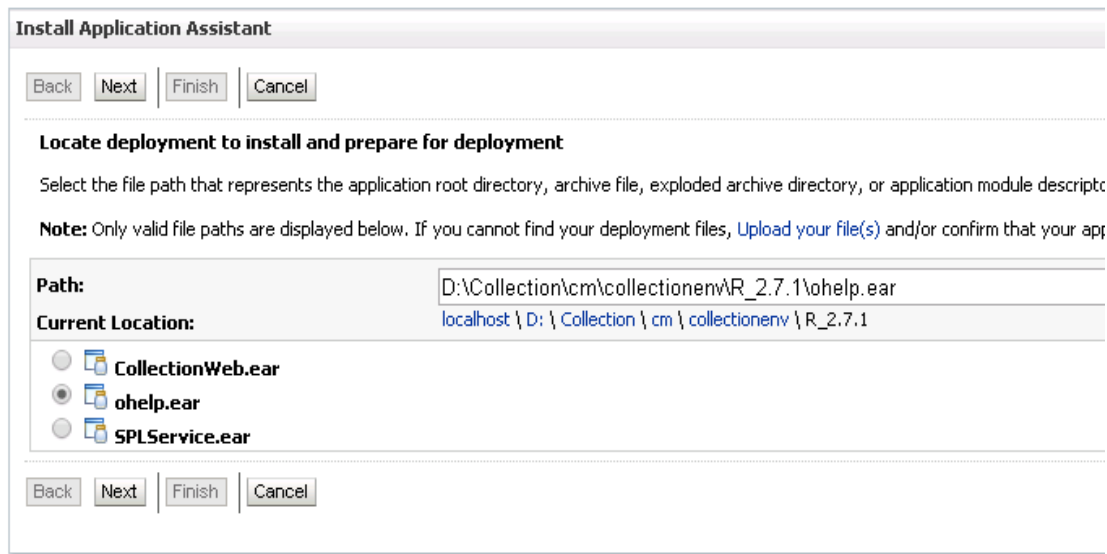 Install Application Assistant
Back Next Finish Cancel
Locate deployment to install and prepare for deployment
Select the file path that represents the application root directory, archive file, exploded archive directory, or application module descripto
Note: Only valid file paths are displayed below. If you cannot find your deployment files, Upload your file(s) and/or confirm that your app
Path: D:\Collection\cm\collectionenv\R_2.7.1\ohelp.ear
Current Location: localhost \ D: \ Collection \ cm \ collectionenv \ R_2.7.1
CollectionWeb.ear
ohelp.ear
SPLService.ear
Back Next Finish Cancel